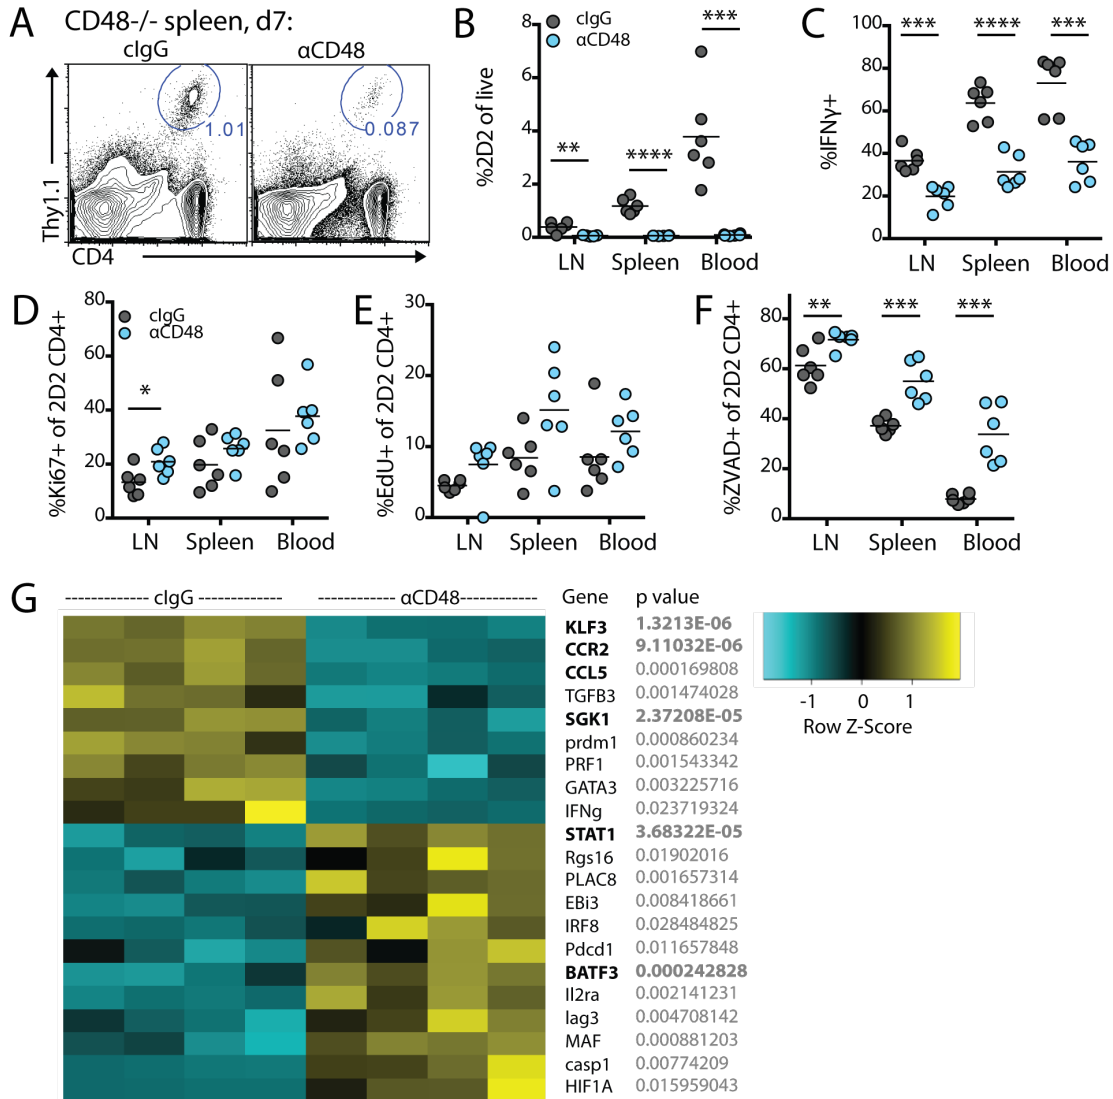 A
CD48-/- spleen, d7:
cIgG
αCD48
1.01
0.087
Thy1.1
CD4
B
cIgG
αCD48
%2D2 of live
8
6
4
2
0
**
****
***
LN
Spleen
Blood
C
%IFNγ+
100
80
60
40
20
0
***
****
***
LN
Spleen
Blood
D
cIgG
αCD48
%Ki67+ of 2D2 CD4+
80
60
40
20
0
*
LN
Spleen
Blood
E
%EdU+ of 2D2 CD4+
30
20
10
0
LN
Spleen
Blood
F
%ZVAD+ of 2D2 CD4+
80
60
40
20
0
**
***
***
LN
Spleen
Blood
G
-------------- cIgG --------------- -------------- αCD48-------------
Gene p value
KLF3 1.3213E-06
CCR2 9.11032E-06
CCL5 0.000169808
TGFB3 0.001474028
SGK1 2.37208E-05
prdm1 0.000860234
PRF1 0.001543342
GATA3 0.003225716
IFNg 0.023719324
STAT1 3.68322E-05
Rgs16 0.01902016
PLAC8 0.001657314
EBi3 0.008418661
IRF8 0.028484825
Pdcd1 0.011657848
BATF3 0.000242828
Il2ra 0.002141231
lag3 0.004708142
MAF 0.000881203
casp1 0.00774209
HIF1A 0.015959043
-1 0 1
Row Z-Score